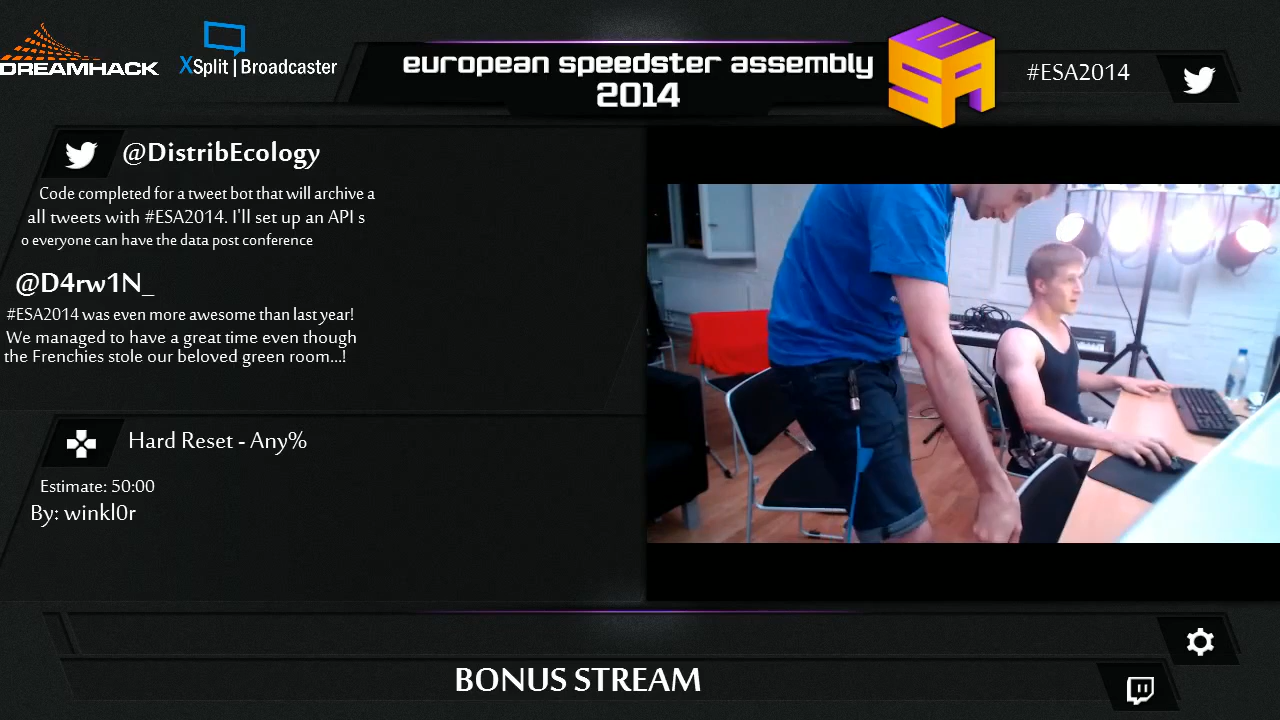 DREAMHACK
XSplit | Broadcaster
european speedster assembly
2014
#ESA2014
@DistribEcology
Code completed for a tweet bot that will archive a
all tweets with #ESA2014. I'll set up an API s
o everyone can have the data post conference
@D4rw1N_
#ESA2014 was even more awesome than last year!
We managed to have a great time even though
the Frenchies stole our beloved green room...!
Hard Reset - Any%
Estimate: 50:00
By: winkl0r
BONUS STREAM